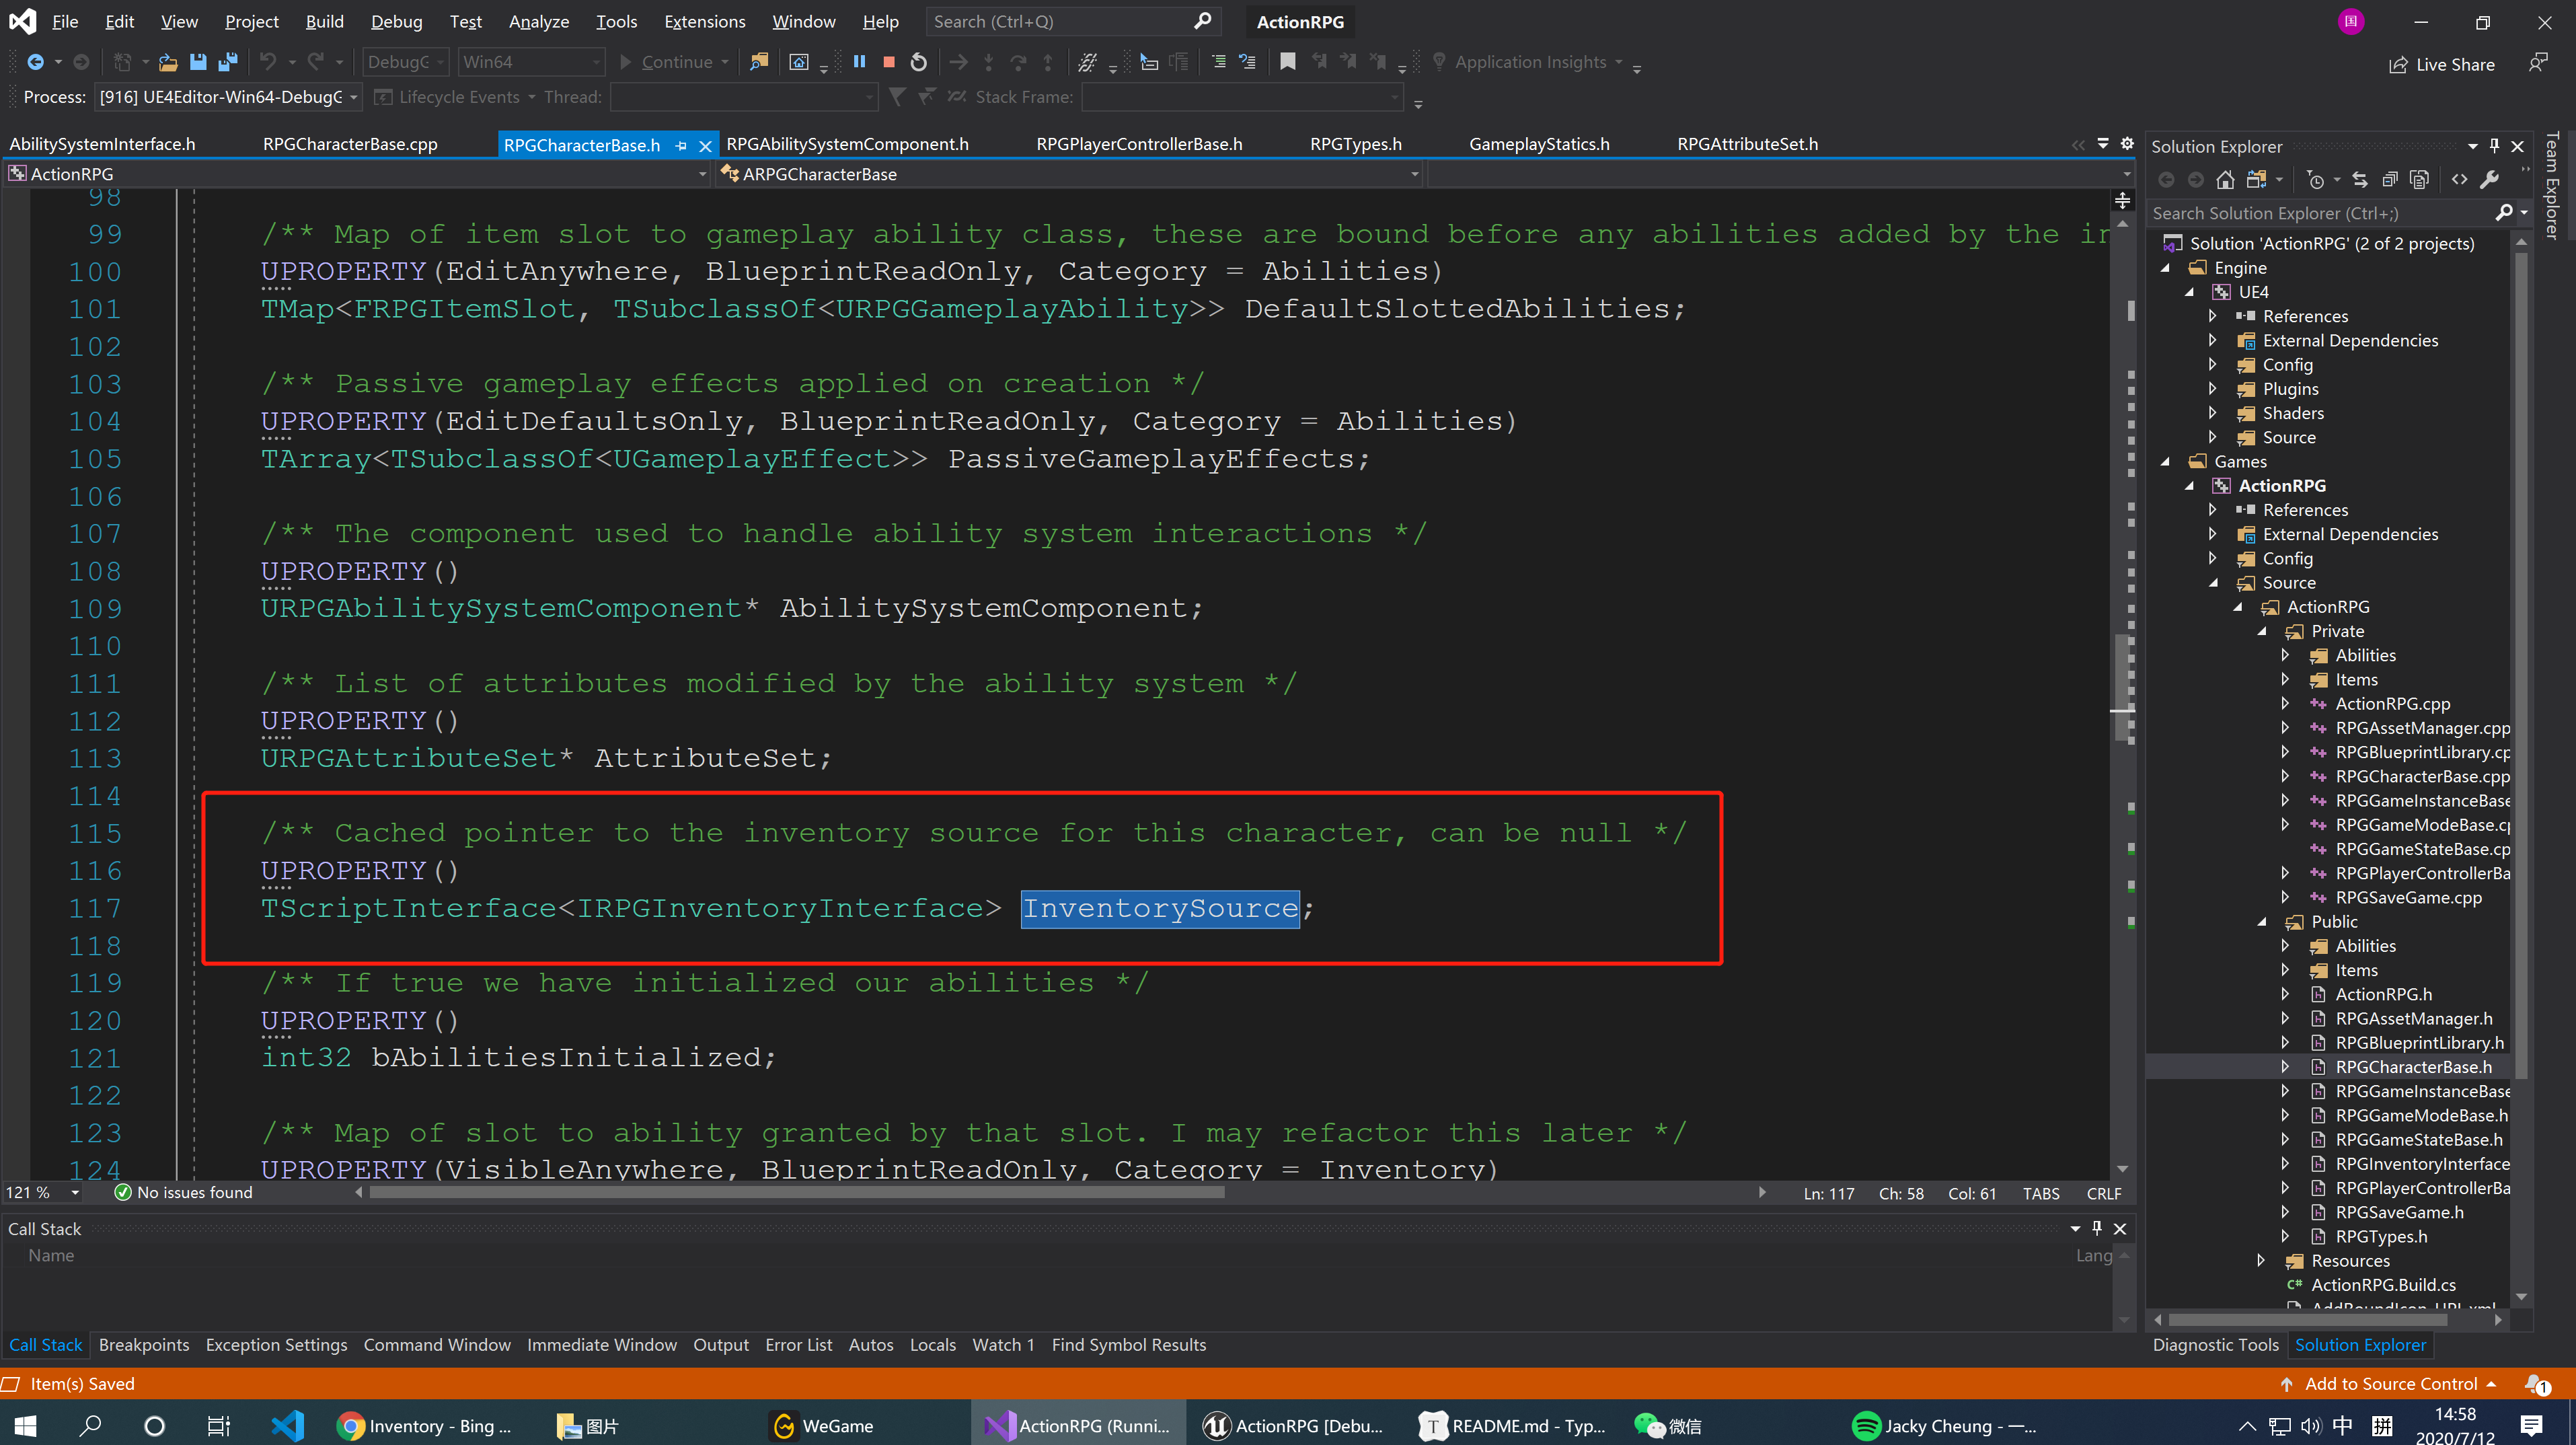 File Edit View Project Build Debug Test Analyze Tools Extensions Window Help Search (Ctrl+Q) ActionRPG 国
DebugG Win64 Continue Application Insights Live Share
Process: [916] UE4Editor-Win64-DebugG Lifecycle Events Thread: Stack Frame:
AbilitySystemInterface.h RPGCharacterBase.cpp RPGCharacterBase.h RPGAbilitySystemComponent.h RPGPlayerControllerBase.h RPGTypes.h GameplayStatics.h RPGAttributeSet.h
ActionRPG ARPGCharacterBase
98
99 /** Map of item slot to gameplay ability class, these are bound before any abilities added by the in
100 UPROPERTY(EditAnywhere, BlueprintReadOnly, Category = Abilities)
101 TMap<FRPGItemSlot, TSubclassOf<URPGGameplayAbility>> DefaultSlottedAbilities;
102
103 /** Passive gameplay effects applied on creation */
104 UPROPERTY(EditDefaultsOnly, BlueprintReadOnly, Category = Abilities)
105 TArray<TSubclassOf<UGameplayEffect>> PassiveGameplayEffects;
106
107 /** The component used to handle ability system interactions */
108 UPROPERTY()
109 URPGAbilitySystemComponent* AbilitySystemComponent;
110
111 /** List of attributes modified by the ability system */
112 UPROPERTY()
113 URPGAttributeSet* AttributeSet;
114
115 /** Cached pointer to the inventory source for this character, can be null */
116 UPROPERTY()
117 TScriptInterface<IRPGInventoryInterface> InventorySource;
118
119 /** If true we have initialized our abilities */
120 UPROPERTY()
121 int32 bAbilitiesInitialized;
122
123 /** Map of slot to ability granted by that slot. I may refactor this later */
124 UPROPERTY(VisibleAnywhere, BlueprintReadOnly, Category = Inventory)
121 % No issues found Ln: 117 Ch: 58 Col: 61 TABS CRLF
Call Stack
Name Lang
Call Stack Breakpoints Exception Settings Command Window Immediate Window Output Error List Autos Locals Watch 1 Find Symbol Results
Solution Explorer
Search Solution Explorer (Ctrl+;)
Solution 'ActionRPG' (2 of 2 projects)
Engine
UE4
References
External Dependencies
Config
Plugins
Shaders
Source
Games
ActionRPG
References
External Dependencies
Config
Source
ActionRPG
Private
Abilities
Items
ActionRPG.cpp
RPGAssetManager.cpp
RPGBlueprintLibrary.cp
RPGCharacterBase.cpp
RPGGameInstanceBase
RPGGameModeBase.cp
RPGGameStateBase.cp
RPGPlayerControllerBa
RPGSaveGame.cpp
Public
Abilities
Items
ActionRPG.h
RPGAssetManager.h
RPGBlueprintLibrary.h
RPGCharacterBase.h
RPGGameInstanceBase
RPGGameModeBase.h
RPGGameStateBase.h
RPGInventoryInterface
RPGPlayerControllerBa
RPGSaveGame.h
RPGTypes.h
Resources
C# ActionRPG.Build.cs
Diagnostic Tools Solution Explorer
Team Explorer
Item(s) Saved Add to Source Control 1
Inventory - Bing ... 图片 WeGame ActionRPG (Runni... ActionRPG [Debu... T README.md - Typ... 微信 Jacky Cheung - 一... 中 拼 14:58
2020/7/12